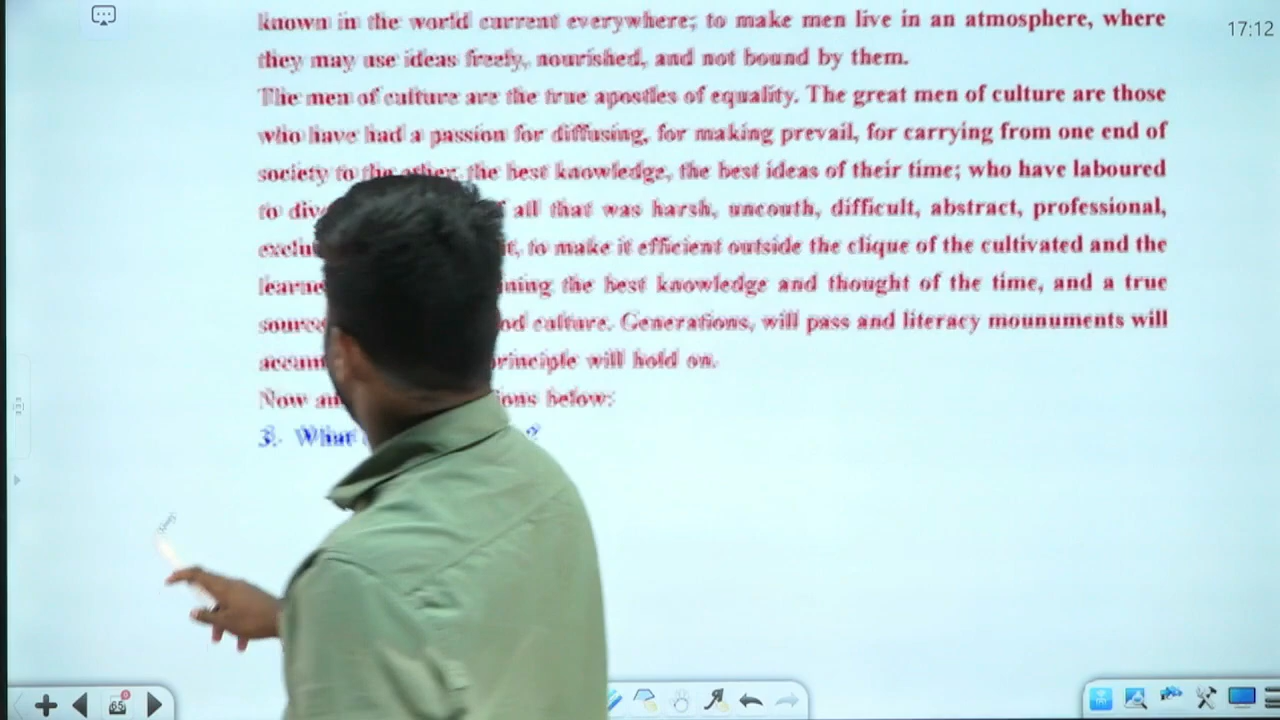 known in the world current everywhere; to make men live in an atmosphere, where
17:12
they may use ideas freely, nourished, and not bound by them.
The men of culture are the true apostles of equality. The great men of culture are those
who have had a passion for diffusing, for making prevail, for carrying from one end of
society to the other, the best knowledge, the best ideas of their time; who have laboured
to all that was harsh, uncouth, difficult, abstract, professional,
to make it efficient outside the clique of the cultivated and the
the best knowledge and thought of the time, and a true
culture. Generations, will pass and literacy mounuments will
principle will hold on.
Now below:
3. What ?
65